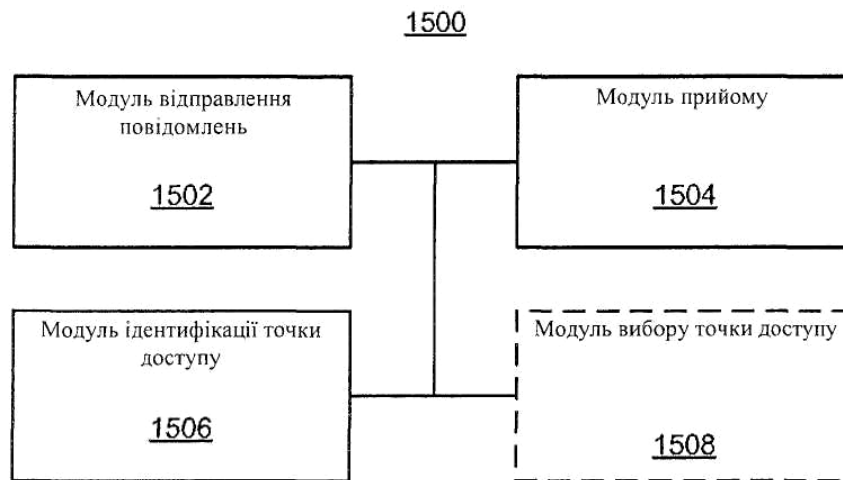 1500
Модуль відправлення
повідомлень
1502
Модуль прийому
1504
Модуль ідентифікації точки
доступу
1506
Модуль вибору точки доступу
1508